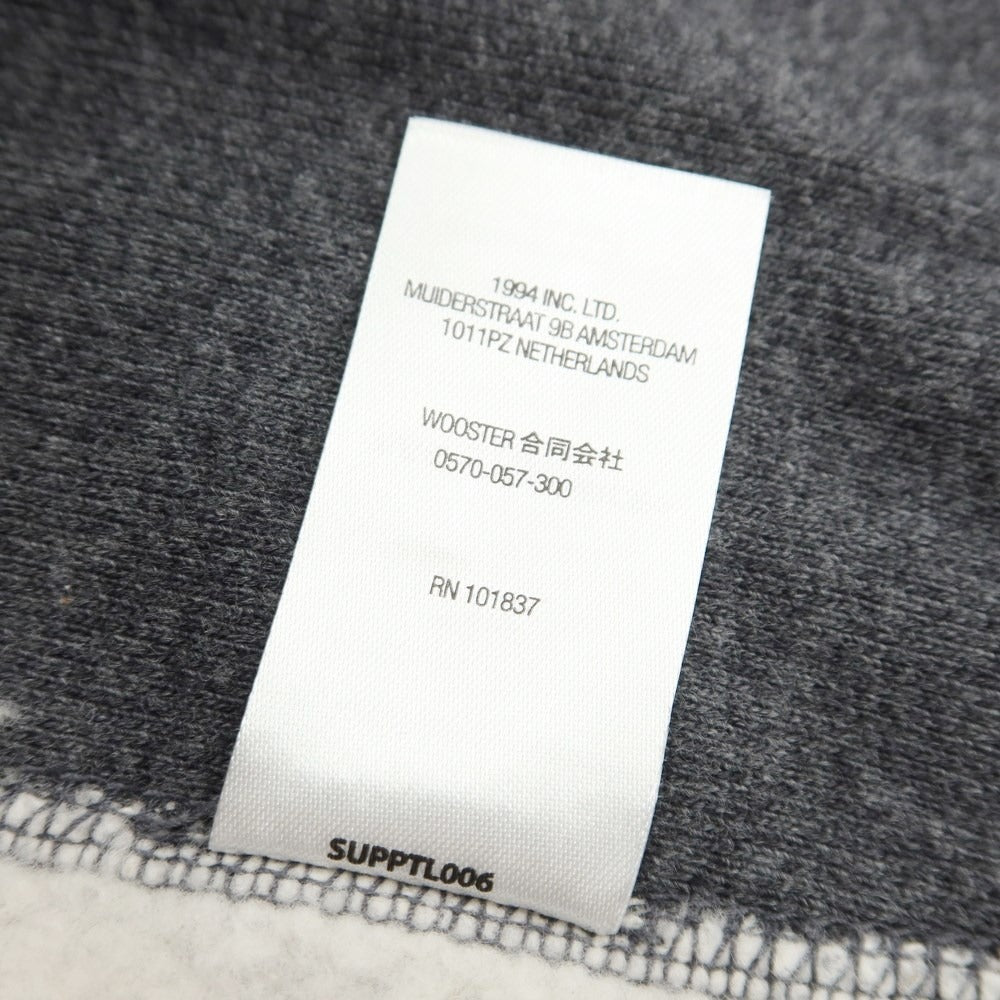 1994 INC. LTD.
MUIDERSTRAAT 9B AMSTERDAM
1011PZ NETHERLANDS
WOOSTER 合同会社
0570-057-300
RN 101837
SUPPTL006